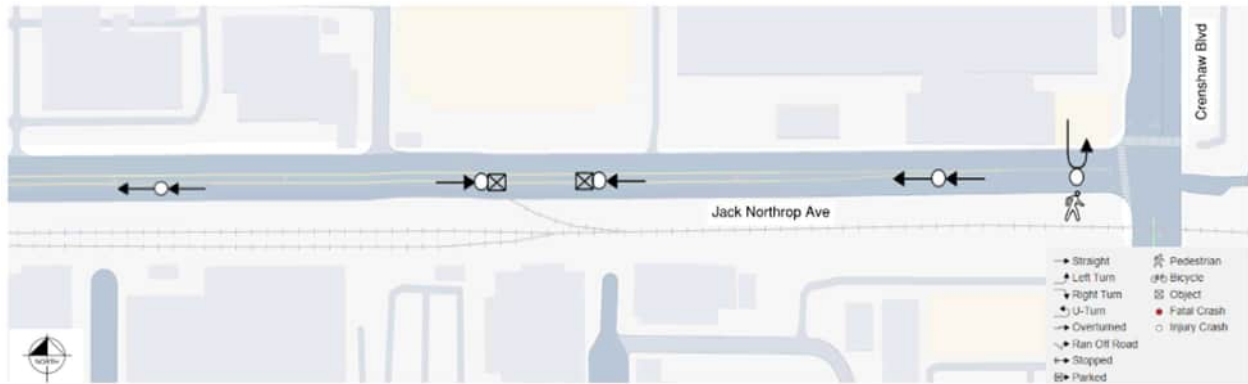 Crenshaw Blvd
Jack Northrop Ave
Straight
Left Turn
Right Turn
U-Turn
Overturned
Ran Off Road
Stopped
Parked
Pedestrian
Bicycle
Object
Fatal Crash
Injury Crash
NORTH